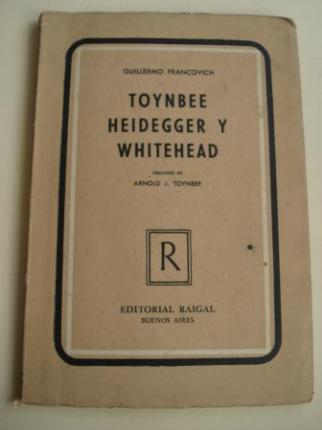 GUILLERMO FRANCOVICH
TOYNBEE
HEIDEGGER Y
WHITEHEAD
PRÓLOGO DE
ARNOLD J. TOYNBEE
R
EDITORIAL RAIGAL
BUENOS AIRES